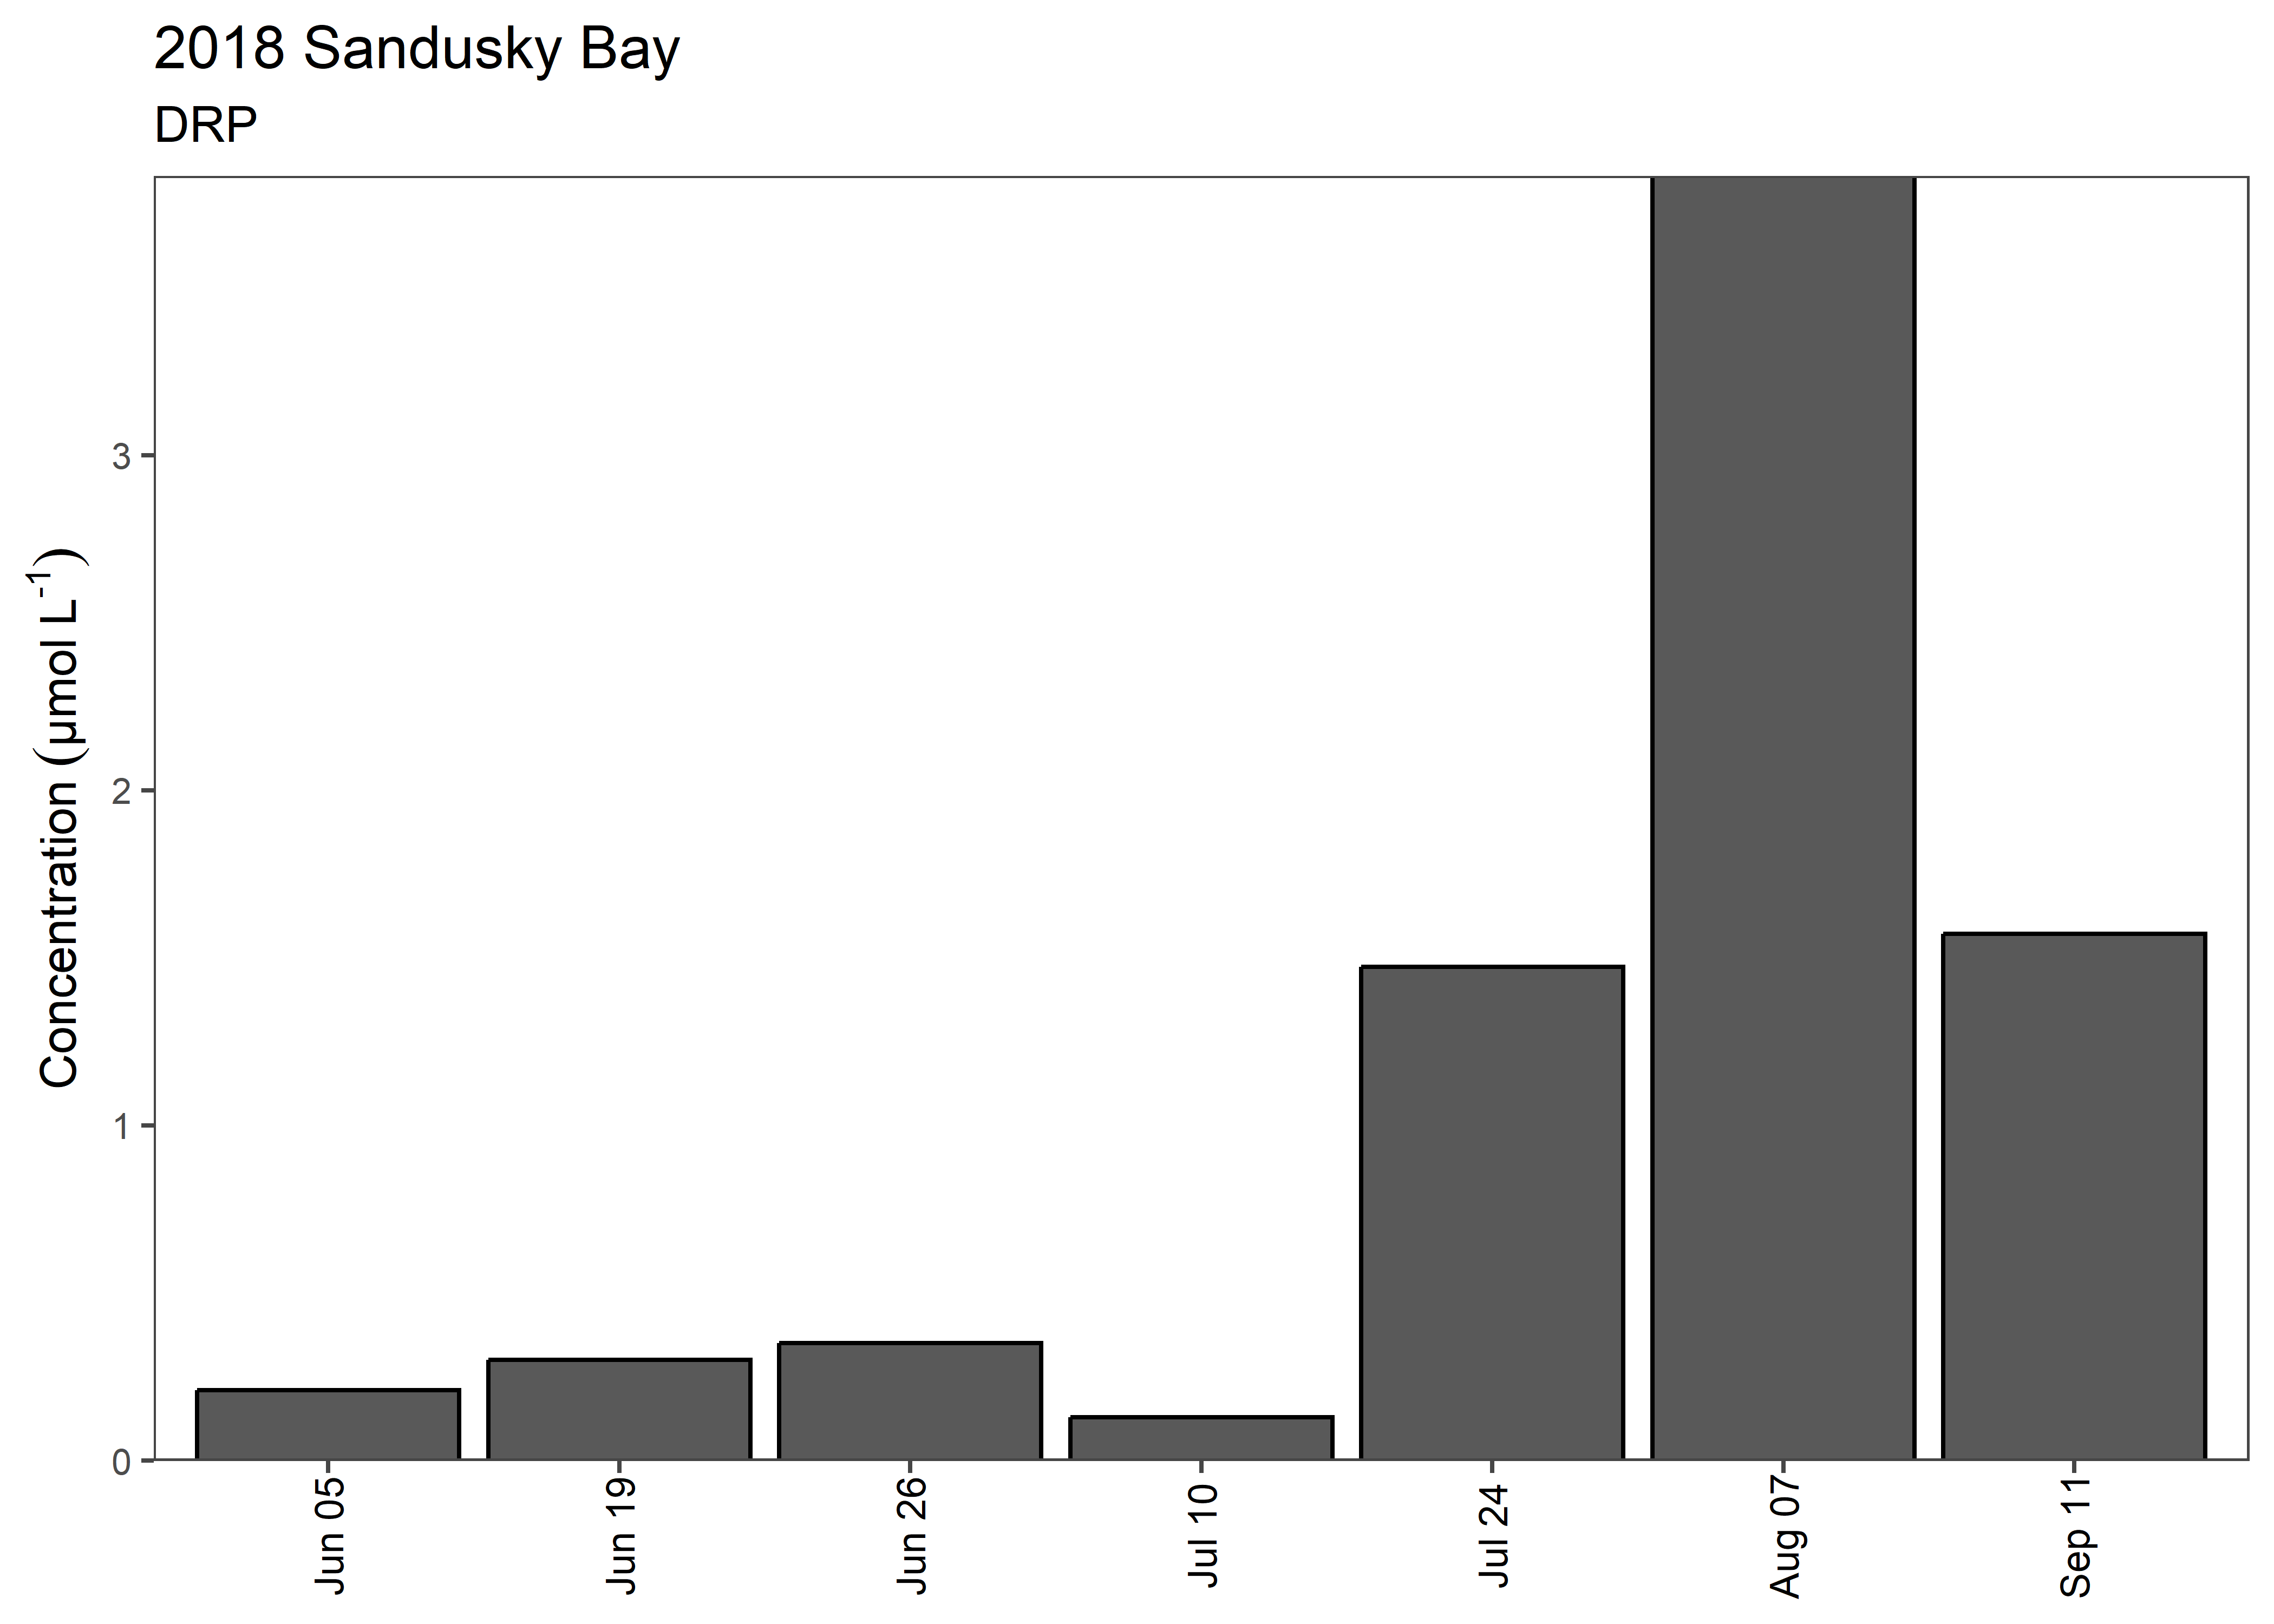 2018 Sandusky Bay
DRP
Concentration (µmol L⁻¹)
3
2
1
0
Jun 05
Jun 19
Jun 26
Jul 10
Jul 24
Aug 07
Sep 11